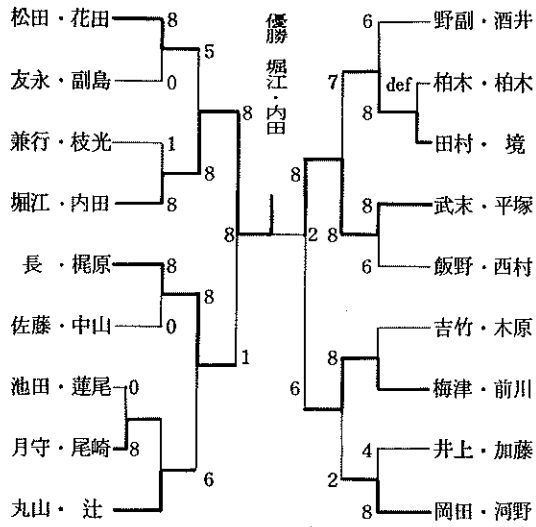 松田・花田 8
5
友永・副島 0
8
兼行・枝光 1
8
堀江・内田 8
8
長・梶原 8
8
佐藤・中山 0
1
池田・蓮尾 0
月守・尾崎 8
6
丸山・辻
優勝 堀江・内田
6 野副・酒井
7
def 柏木・柏木
8
田村・境
8
8 武末・平塚
2 8
6 飯野・西村
吉竹・木原
8
梅津・前川
6
4 井上・加藤
2
8 岡田・河野